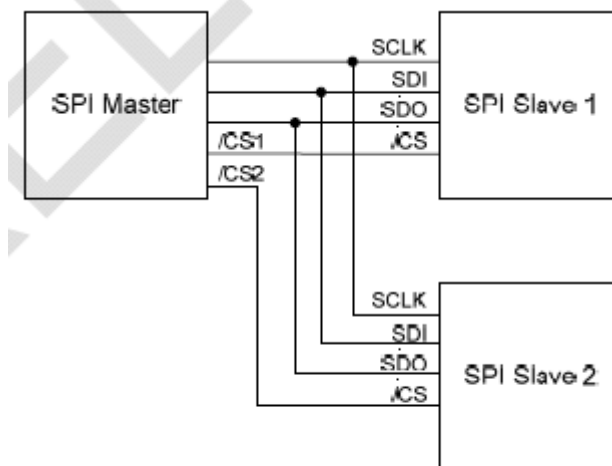 SCLK
SPI Master
SDI
SPI Slave 1
SDO
/CS1
/CS
/CS2
SCLK
SDI
SPI Slave 2
SDO
/CS